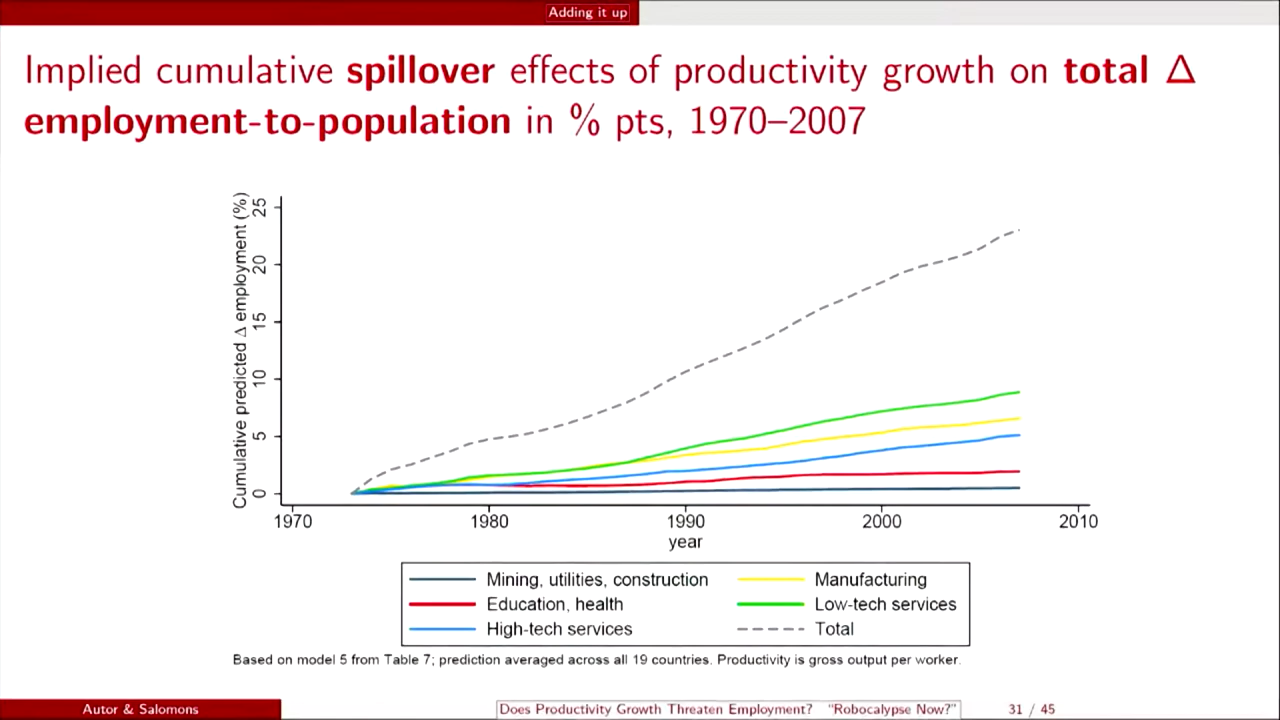 Adding it up
Implied cumulative spillover effects of productivity growth on total Δ
employment-to-population in % pts, 1970–2007
Cumulative predicted Δ employment (%)
25
20
15
10
5
0
1970 1980 1990 2000 2010
year
Mining, utilities, construction Manufacturing
Education, health Low-tech services
High-tech services Total
Based on model 5 from Table 7; prediction averaged across all 19 countries. Productivity is gross output per worker.
Autor & Salomons Does Productivity Growth Threaten Employment? "Robocalypse Now?" 31 / 45